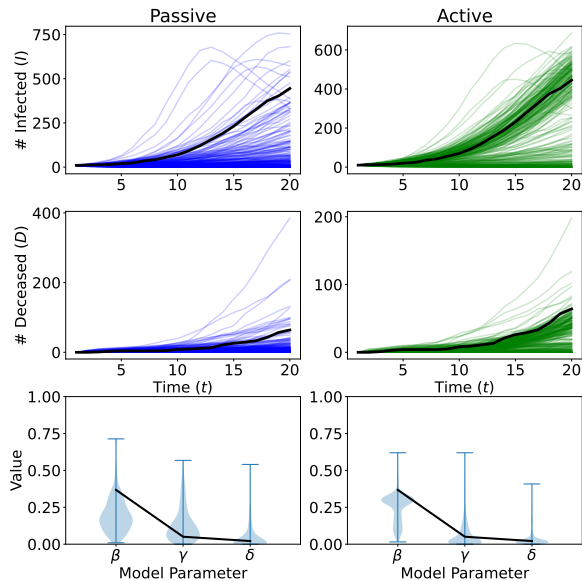 Passive
Active
# Infected (I)
750
500
250
0
5
10
15
20
600
400
200
0
5
10
15
20
# Deceased (D)
400
200
0
5
10
15
20
200
100
0
5
10
15
20
Time (t)
Time (t)
Value
1.00
0.75
0.50
0.25
0.00
β
γ
δ
Model Parameter
1.00
0.75
0.50
0.25
0.00
β
γ
δ
Model Parameter